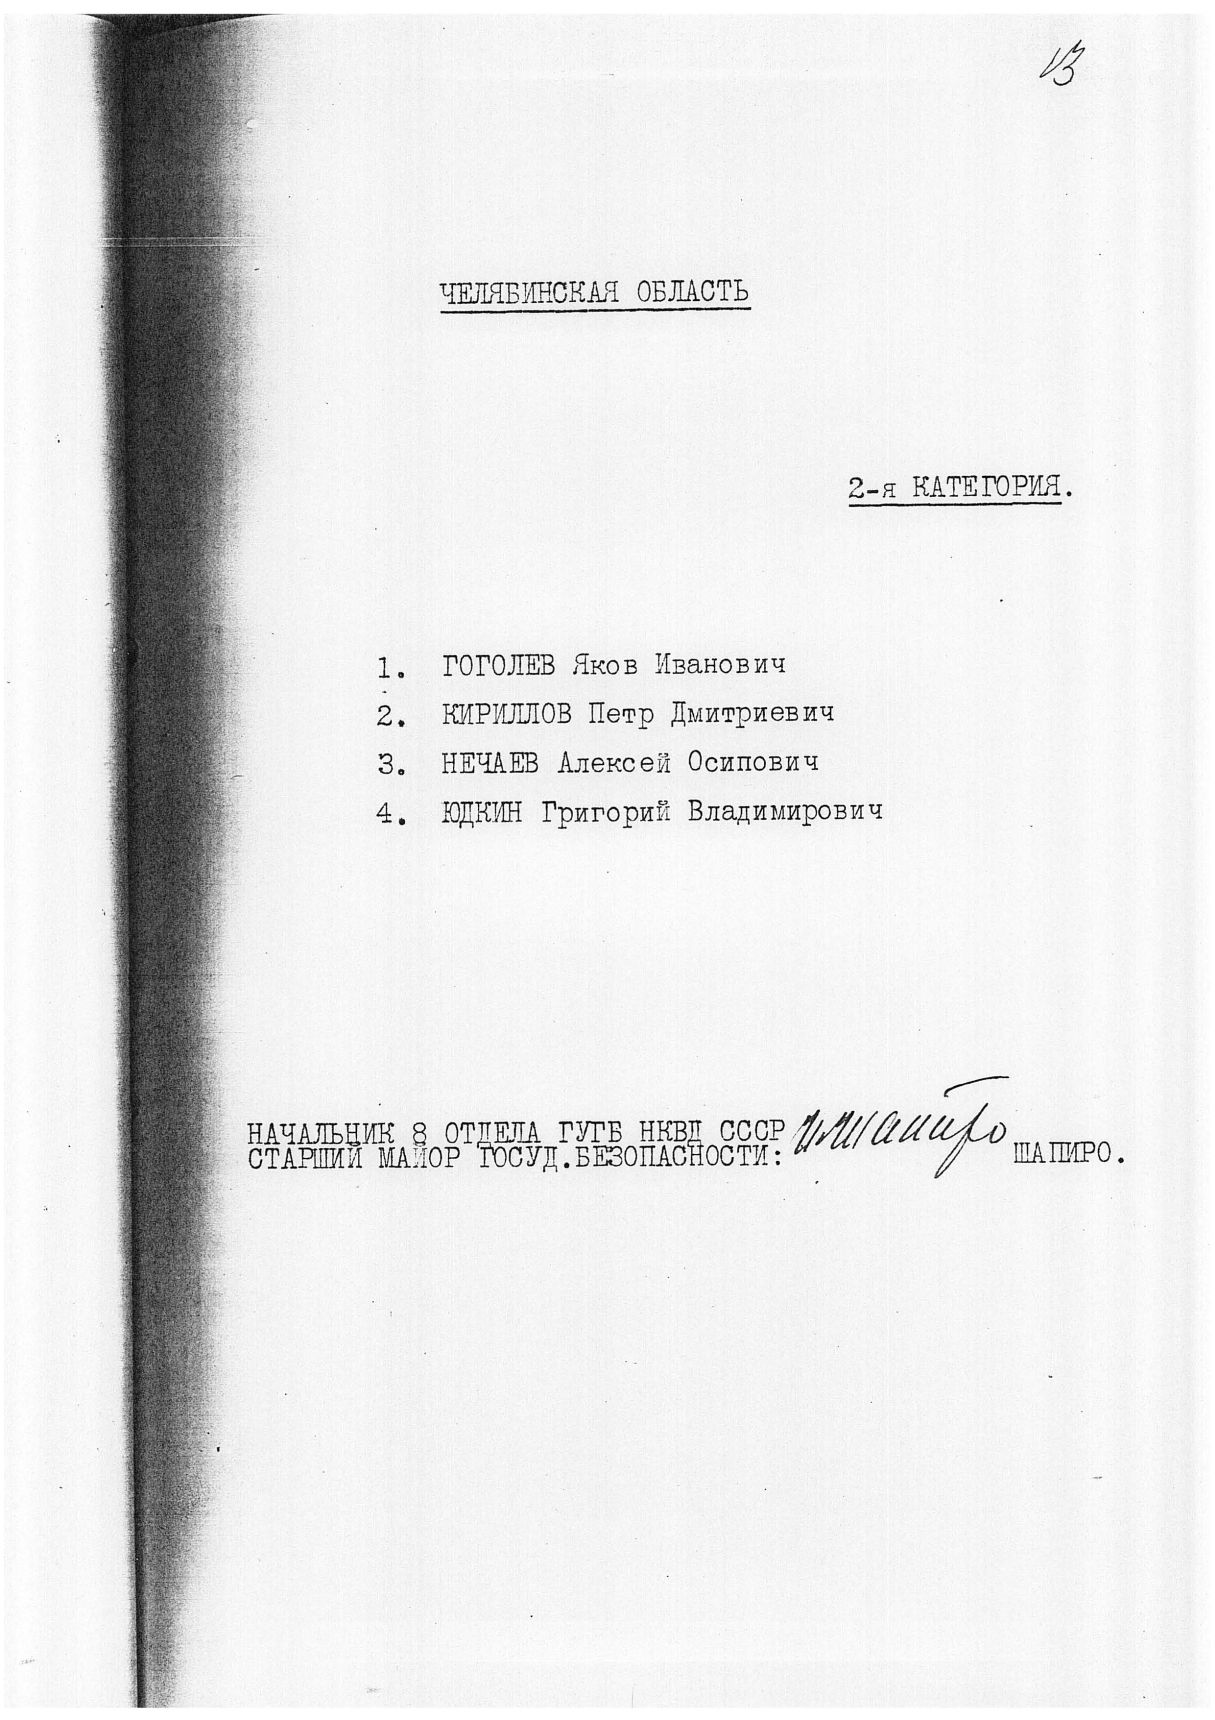 13
ЧЕЛЯБИНСКАЯ ОБЛАСТЬ
2-я КАТЕГОРИЯ.
1. ГОГОЛЕВ Яков Иванович
2. КИРИЛЛОВ Петр Дмитриевич
3. НЕЧАЕВ Алексей Осипович
4. ЮДКИН Григорий Владимирович
НАЧАЛЬНИК 8 ОТДЕЛА ГУГБ НКВД СССР
СТАРШИЙ МАЙОР ГОСУД.БЕЗОПАСНОСТИ: ШАПИРО.